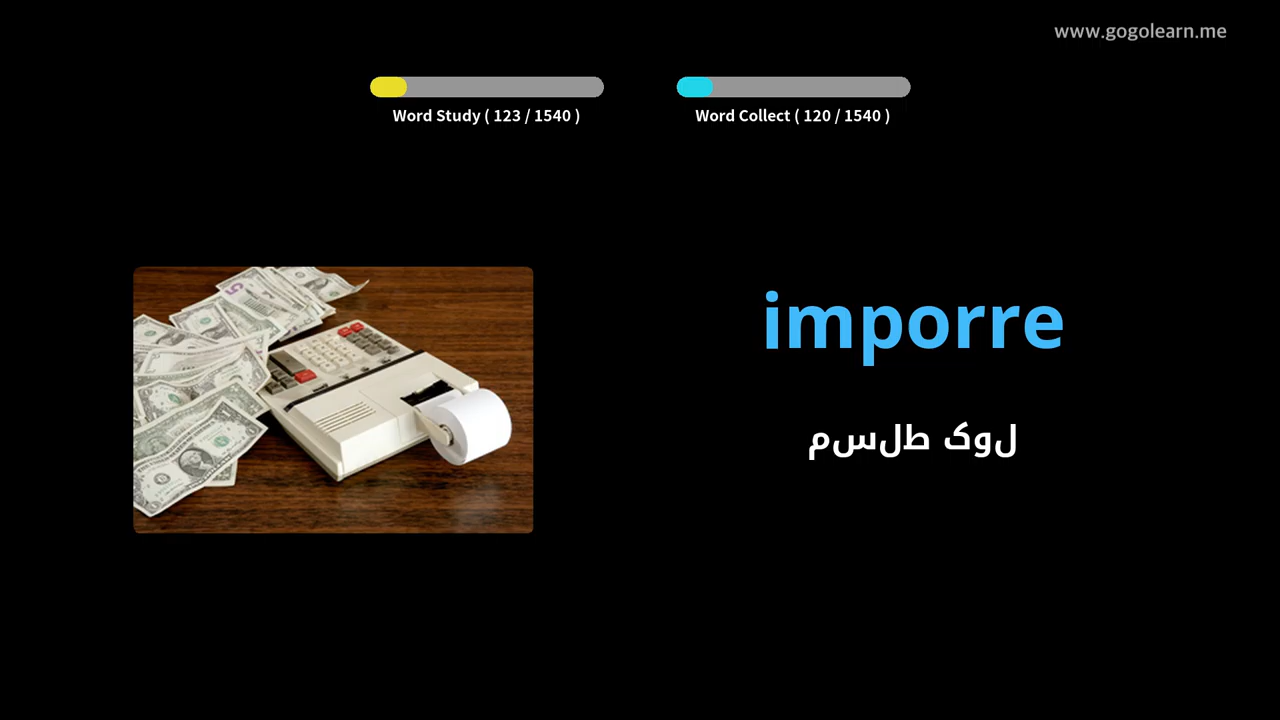 www.gogolearn.me
Word Study ( 123 / 1540 )
Word Collect ( 120 / 1540 )
imporre
لوک طلسم